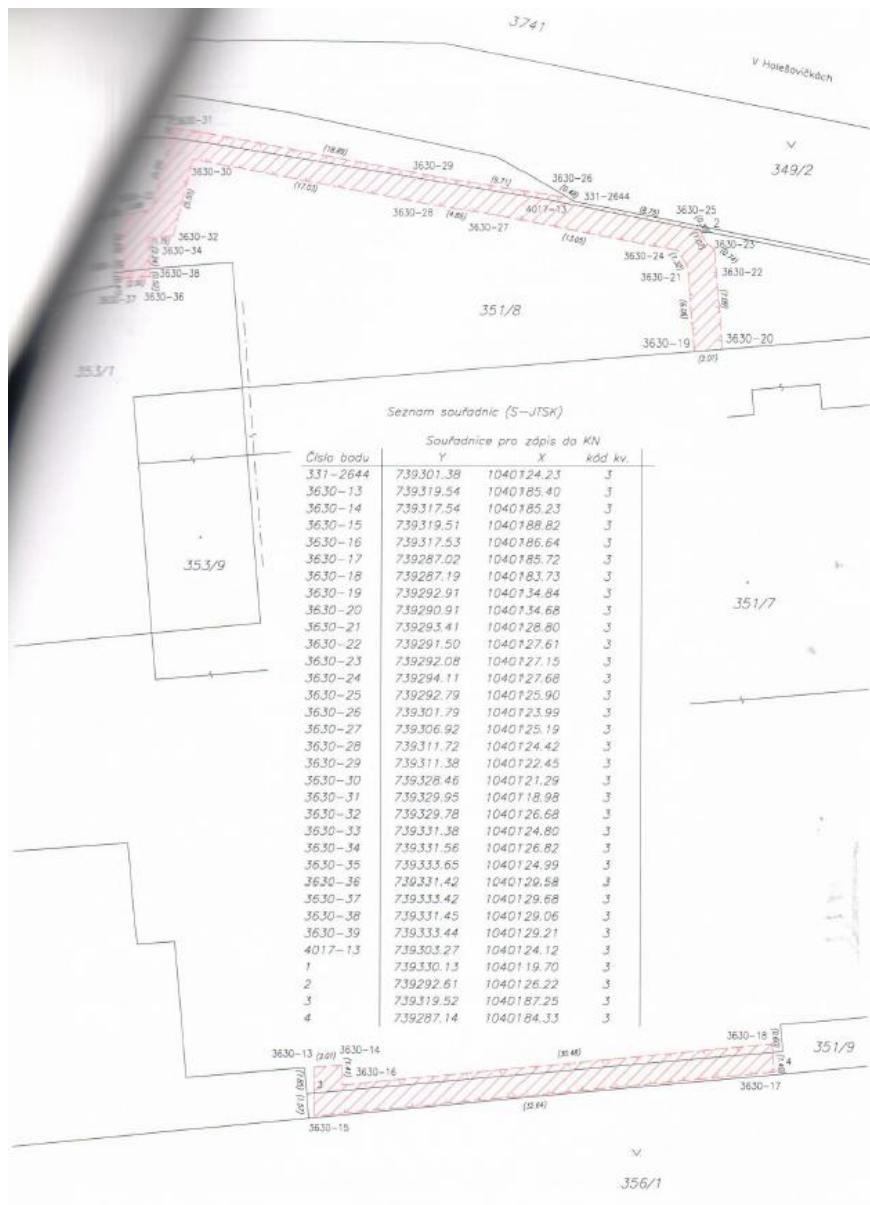 3741
V Holešovičkách
3630-31
(18.89)
3630-29
349/2
3630-30
(17.03)
(9.71)
3630-26
(0.48)
331-2644
4017-13
(8.75)
3630-25
2
3630-28
(4.86)
3630-27
(13.05)
3630-23
3630-24
3630-22
3630-21
3630-32
3630-34
3630-38
3630-36
351/8
3630-19
3630-20
(2.01)
353/1
Seznam souřadnic (S-JTSK)
Souřadnice pro zápis do KN
Číslo bodu Y X kód kv.
331-2644 739301.38 1040124.23 3
3630-13 739319.54 1040185.40 3
3630-14 739317.54 1040185.23 3
3630-15 739319.51 1040188.82 3
3630-16 739317.53 1040186.64 3
3630-17 739287.02 1040185.72 3
3630-18 739287.19 1040183.73 3
3630-19 739292.91 1040134.84 3
3630-20 739290.91 1040134.68 3
3630-21 739293.41 1040128.80 3
3630-22 739291.50 1040127.61 3
3630-23 739292.08 1040127.15 3
3630-24 739294.11 1040127.68 3
3630-25 739292.79 1040125.90 3
3630-26 739301.79 1040123.99 3
3630-27 739306.92 1040125.19 3
3630-28 739311.72 1040124.42 3
3630-29 739311.38 1040122.45 3
3630-30 739328.46 1040121.29 3
3630-31 739329.95 1040118.98 3
3630-32 739329.78 1040126.68 3
3630-33 739331.38 1040124.80 3
3630-34 739331.56 1040126.82 3
3630-35 739333.65 1040124.99 3
3630-36 739331.42 1040129.58 3
3630-37 739333.42 1040129.68 3
3630-38 739331.45 1040129.06 3
3630-39 739333.44 1040129.21 3
4017-13 739303.27 1040124.12 3
1 739330.13 1040119.70 3
2 739292.61 1040126.22 3
3 739319.52 1040187.25 3
4 739287.14 1040184.33 3
353/9
351/7
3630-18
351/9
3630-13 (2.01) 3630-14
(30.48)
4
(1.41)
3630-16
3
3630-17
(32.64)
3630-15
356/1